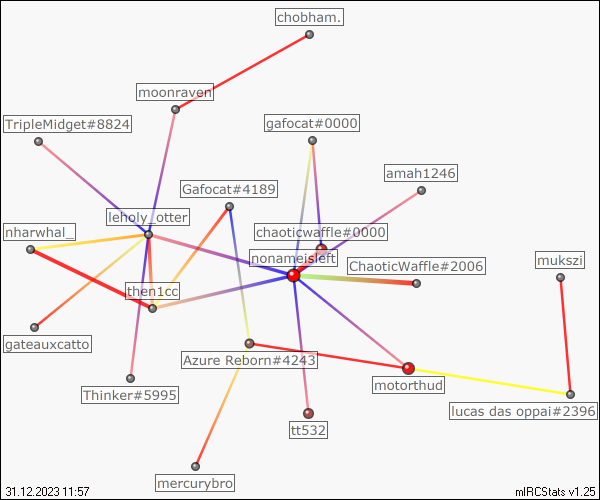 chobham.
moonraven
TripleMidget#8824
gafocat#0000
amah1246
Gafocat#4189
leholy_otter
nharwhal_
chaoticwaffle#0000
nonameisleft
ChaoticWaffle#2006
mukszi
then1cc
gateauxcatto
Azure Reborn#4243
motorthud
Thinker#5995
lucas das oppai#2396
tt532
mercurybro
31.12.2023 11:57
mIRCStats v1.25